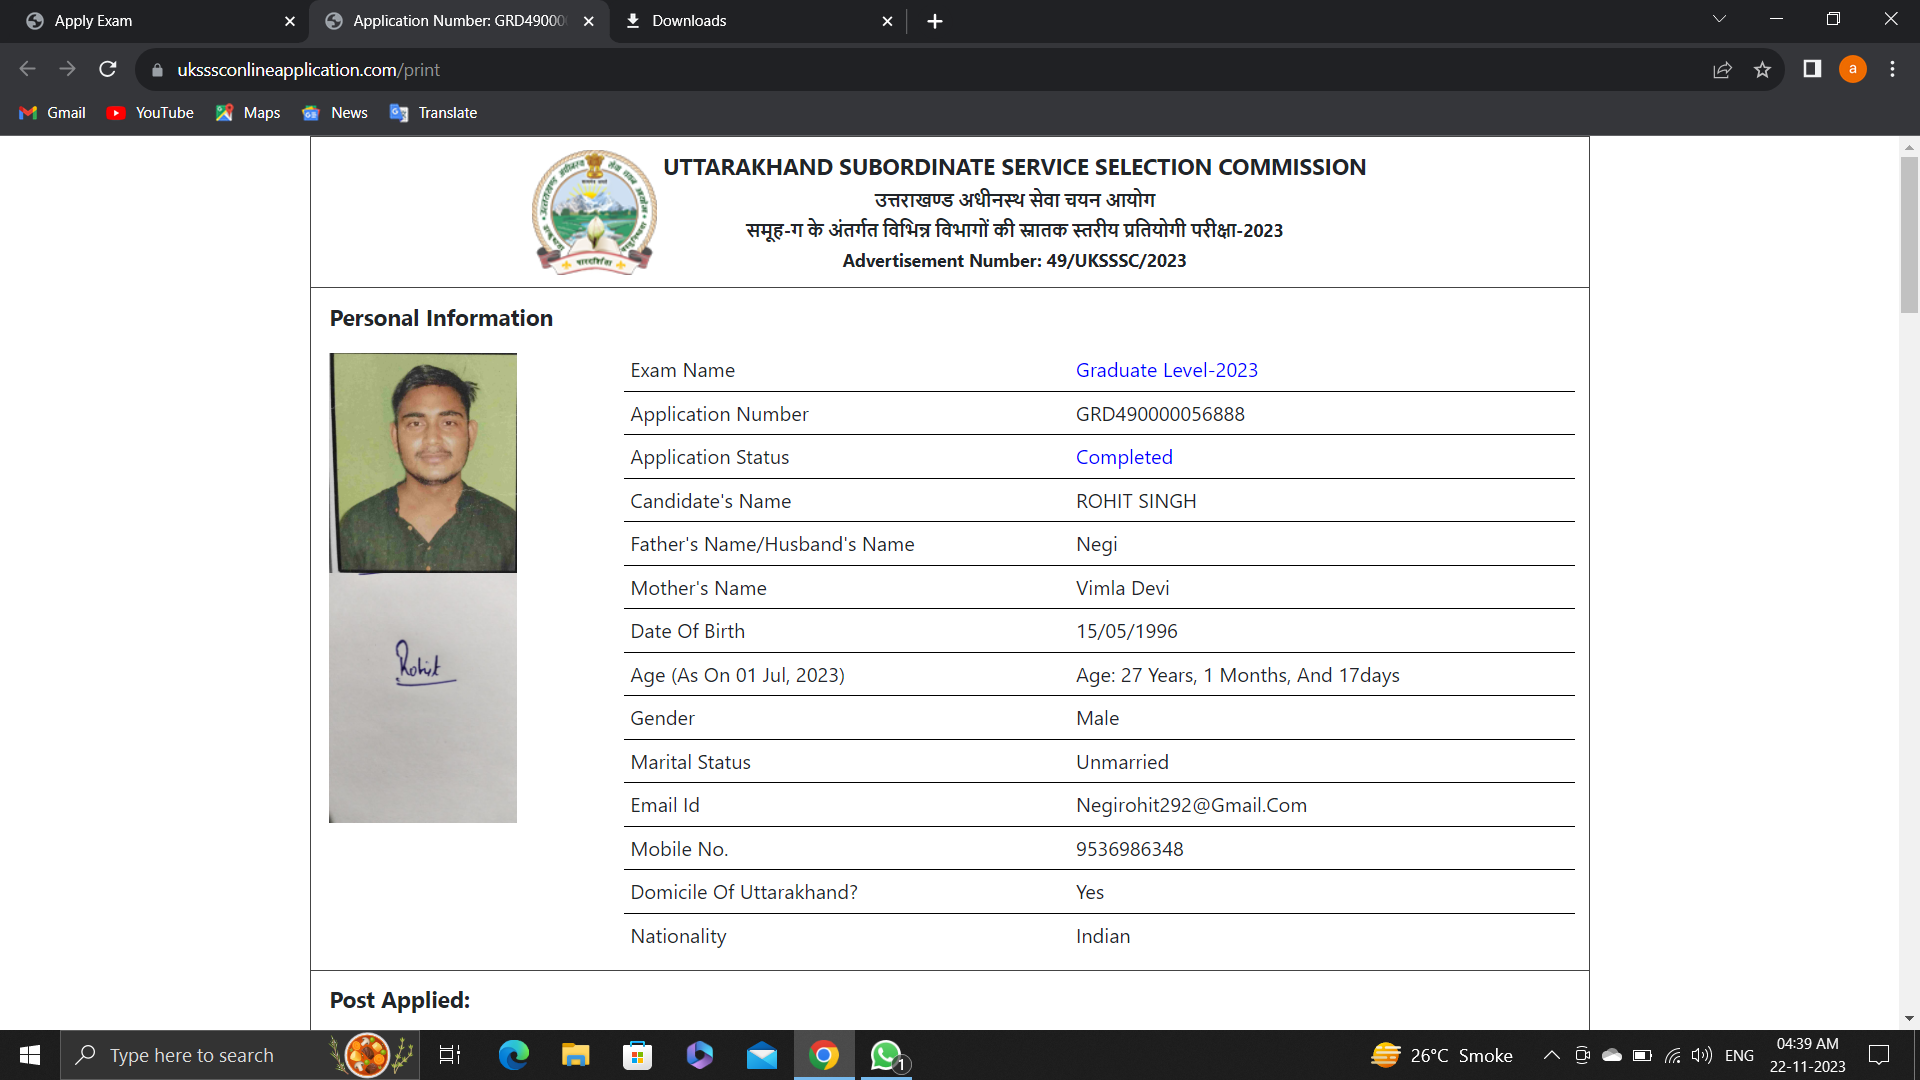 Apply Exam
Application Number: GRD49000
Downloads
uksssconlineapplication.com/print
a
Gmail
YouTube
Maps
News
Translate
UTTARAKHAND SUBORDINATE SERVICE SELECTION COMMISSION
उत्तराखण्ड अधीनस्थ सेवा चयन आयोग
समूह-ग के अंतर्गत विभिन्न विभागों की स्नातक स्तरीय प्रतियोगी परीक्षा-2023
Advertisement Number: 49/UKSSSC/2023
Personal Information
Exam Name Graduate Level-2023
Application Number GRD490000056888
Application Status Completed
Candidate's Name ROHIT SINGH
Father's Name/Husband's Name Negi
Mother's Name Vimla Devi
Date Of Birth 15/05/1996
Age (As On 01 Jul, 2023) Age: 27 Years, 1 Months, And 17days
Gender Male
Marital Status Unmarried
Email Id Negirohit292@Gmail.Com
Mobile No. 9536986348
Domicile Of Uttarakhand? Yes
Nationality Indian
Rohit
Post Applied:
Type here to search
1
26°C Smoke
ENG
04:39 AM
22-11-2023